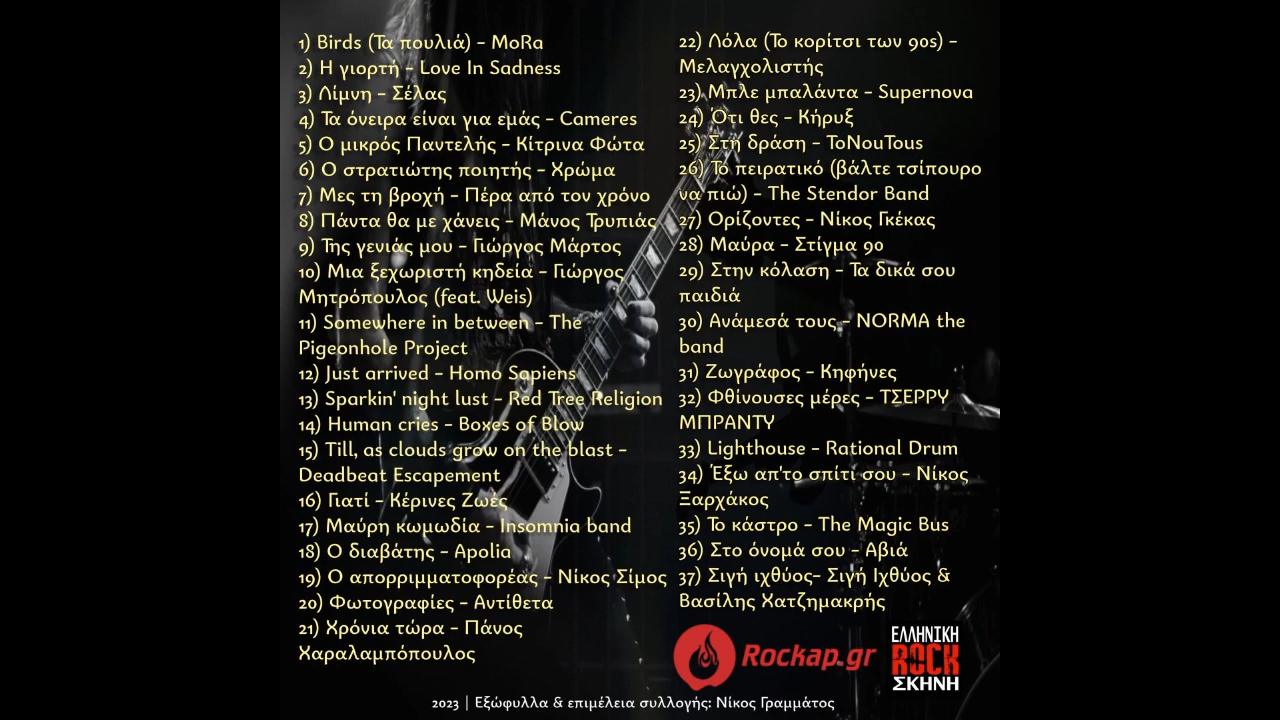 1) Birds (Τα πουλιά) - MoRa
2) Η γιορτή - Love In Sadness
3) Λίμνη - Σέλας
4) Τα όνειρα είναι για εμάς - Cameres
5) Ο μικρός Παντελής - Κίτρινα Φώτα
6) Ο στρατιώτης ποιητής - Χρώμα
7) Μες τη βροχή - Πέρα από τον χρόνο
8) Πάντα θα με χάνεις - Μάνος Τρυπιάς
9) Της γενιάς μου - Γιώργος Μάρτος
10) Μια ξεχωριστή κηδεία - Γιώργος
Μητρόπουλος (feat. Weis)
11) Somewhere in between - The
Pigeonhole Project
12) Just arrived - Homo Sapiens
13) Sparkin' night lust - Red Tree Religion
14) Human cries - Boxes of Blow
15) Till, as clouds grow on the blast -
Deadbeat Escapement
16) Γιατί - Κέρινες Ζωές
17) Μαύρη κωμωδία - Insomnia band
18) Ο διαβάτης - Apolia
19) Ο απορριμματοφορέας - Νίκος Σίμος
20) Φωτογραφίες - Αντίθετα
21) Χρόνια τώρα - Πάνος
Χαραλαμπόπουλος
22) Λόλα (Το κορίτσι των 90s) -
Μελαγχολιστής
23) Μπλε μπαλάντα - Supernova
24) Ότι θες - Κήρυξ
25) Στη δράση - ToNouTous
26) Το πειρατικό (βάλτε τσίπουρο
να πιώ) - The Stendor Band
27) Ορίζοντες - Νίκος Γκέκας
28) Μαύρα - Στίγμα 90
29) Στην κόλαση - Τα δικά σου
παιδιά
30) Ανάμεσά τους - NORMA the
band
31) Ζωγράφος - Κηφήνες
32) Φθίνουσες μέρες - ΤΣΕΡΡΥ
ΜΠΡΑΝΤΥ
33) Lighthouse - Rational Drum
34) Έξω απ'το σπίτι σου - Νίκος
Ξαρχάκος
35) Το κάστρο - The Magic Bus
36) Στο όνομά σου - Αβιά
37) Σιγή ιχθύος- Σιγή Ιχθύος &
Βασίλης Χατζημακρής
Rockap.gr
ΕΛΛΗΝΙΚΗ
ROCK
ΣΚΗΝΗ
2023 | Εξώφυλλα & επιμέλεια συλλογής: Νίκος Γραμμάτος